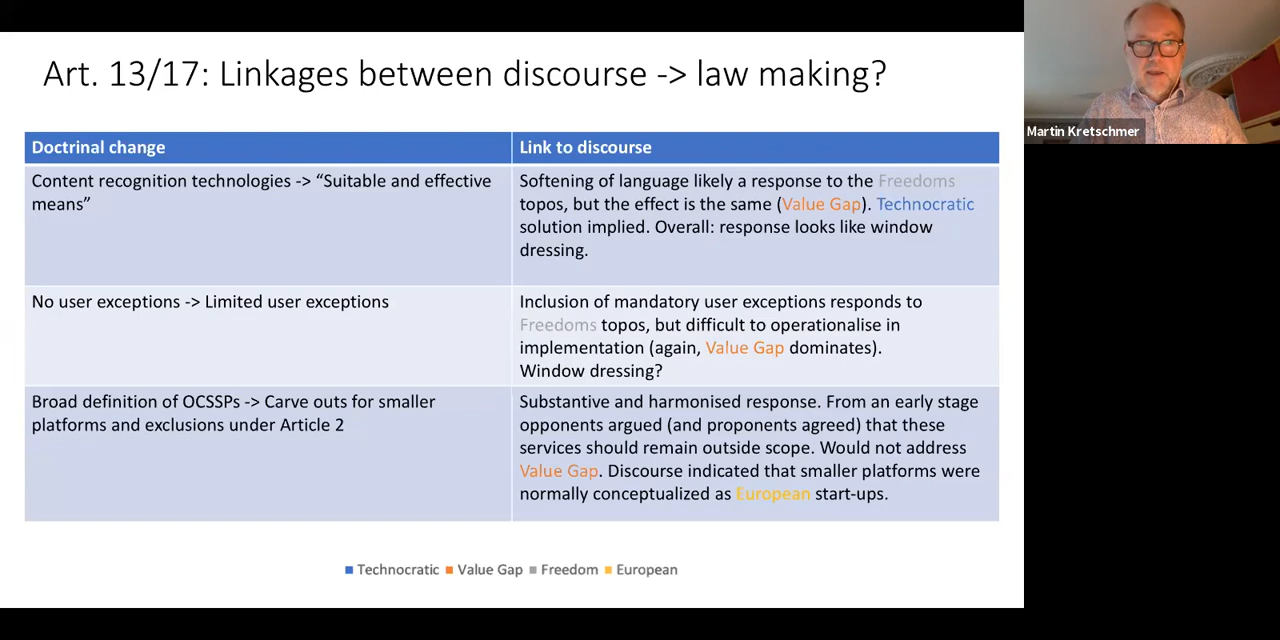 Art. 13/17: Linkages between discourse -> law making?
Martin Kretschmer
Doctrinal change
Link to discourse
Content recognition technologies -> “Suitable and effective
means”
Softening of language likely a response to the Freedoms
topos, but the effect is the same (Value Gap). Technocratic
solution implied. Overall: response looks like window
dressing.
No user exceptions -> Limited user exceptions
Inclusion of mandatory user exceptions responds to
Freedoms topos, but difficult to operationalise in
implementation (again, Value Gap dominates).
Window dressing?
Broad definition of OCSSPs -> Carve outs for smaller
platforms and exclusions under Article 2
Substantive and harmonised response. From an early stage
opponents argued (and proponents agreed) that these
services should remain outside scope. Would not address
Value Gap. Discourse indicated that smaller platforms were
normally conceptualized as European start-ups.
Technocratic Value Gap Freedom European